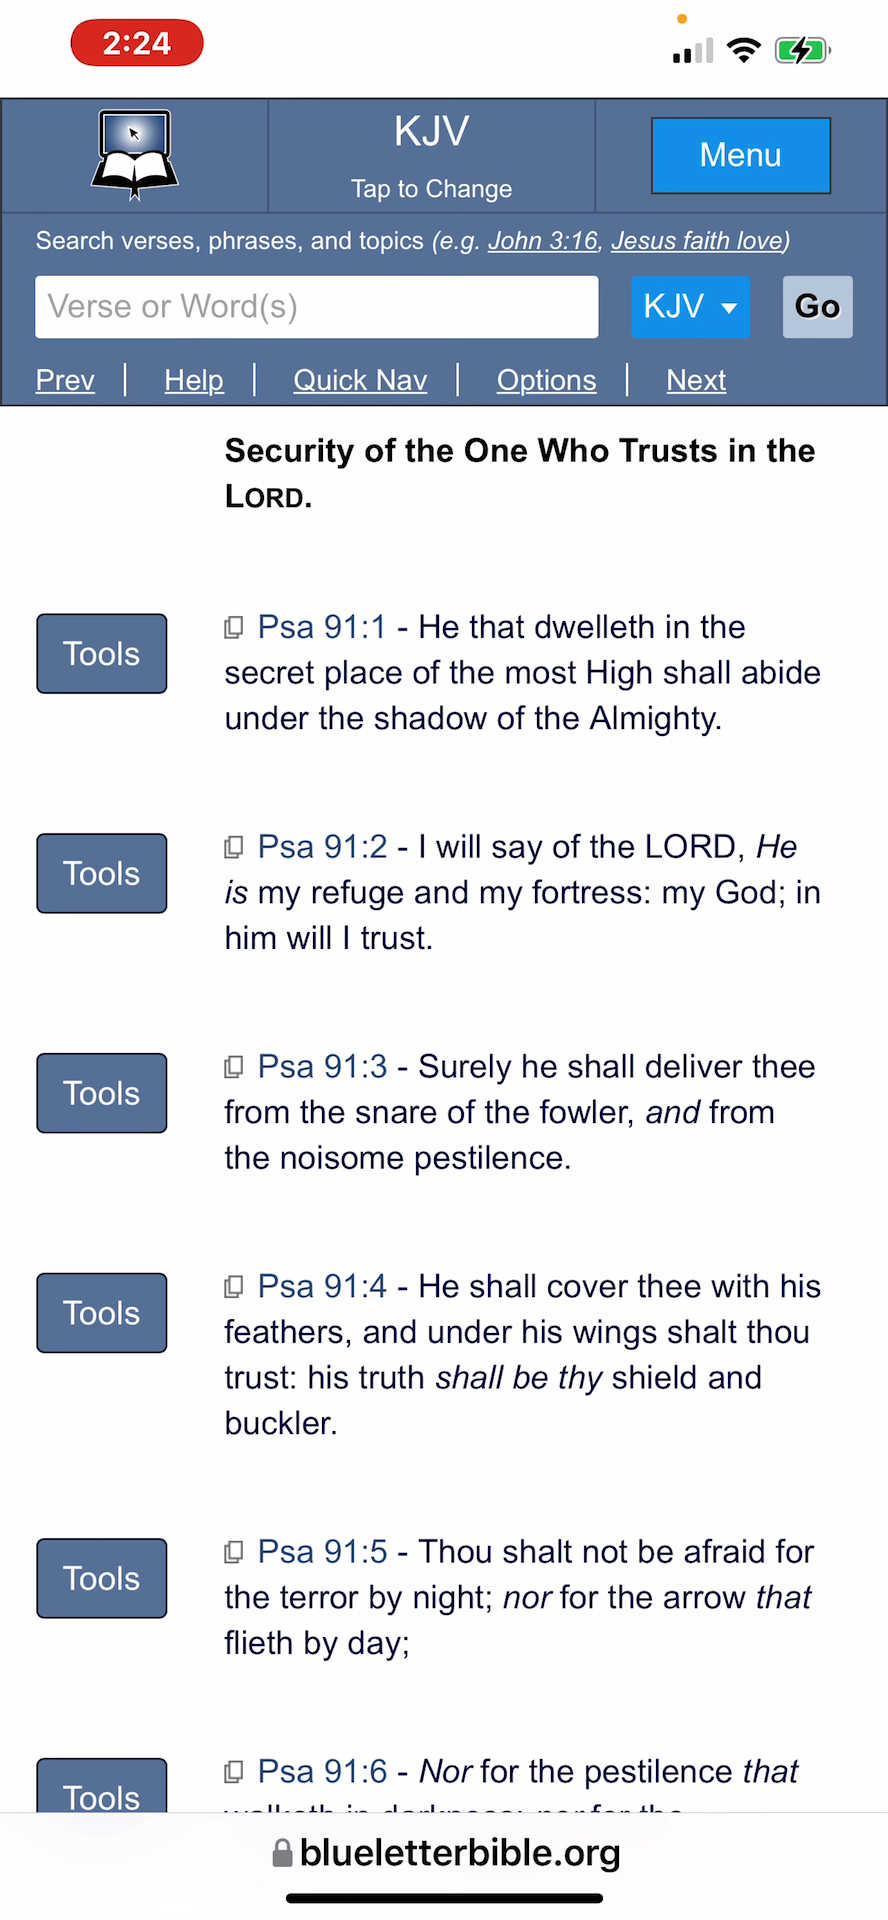 2:24
KJV
Tap to Change
Menu
Search verses, phrases, and topics (e.g. John 3:16, Jesus faith love)
Verse or Word(s)
KJV
Go
Prev | Help | Quick Nav | Options | Next
Security of the One Who Trusts in the
LORD.
Tools
Psa 91:1 - He that dwelleth in the
secret place of the most High shall abide
under the shadow of the Almighty.
Tools
Psa 91:2 - I will say of the LORD, He
is my refuge and my fortress: my God; in
him will I trust.
Tools
Psa 91:3 - Surely he shall deliver thee
from the snare of the fowler, and from
the noisome pestilence.
Tools
Psa 91:4 - He shall cover thee with his
feathers, and under his wings shalt thou
trust: his truth shall be thy shield and
buckler.
Tools
Psa 91:5 - Thou shalt not be afraid for
the terror by night; nor for the arrow that
flieth by day;
Tools
Psa 91:6 - Nor for the pestilence that
walketh in darkness; nor for the
blueletterbible.org